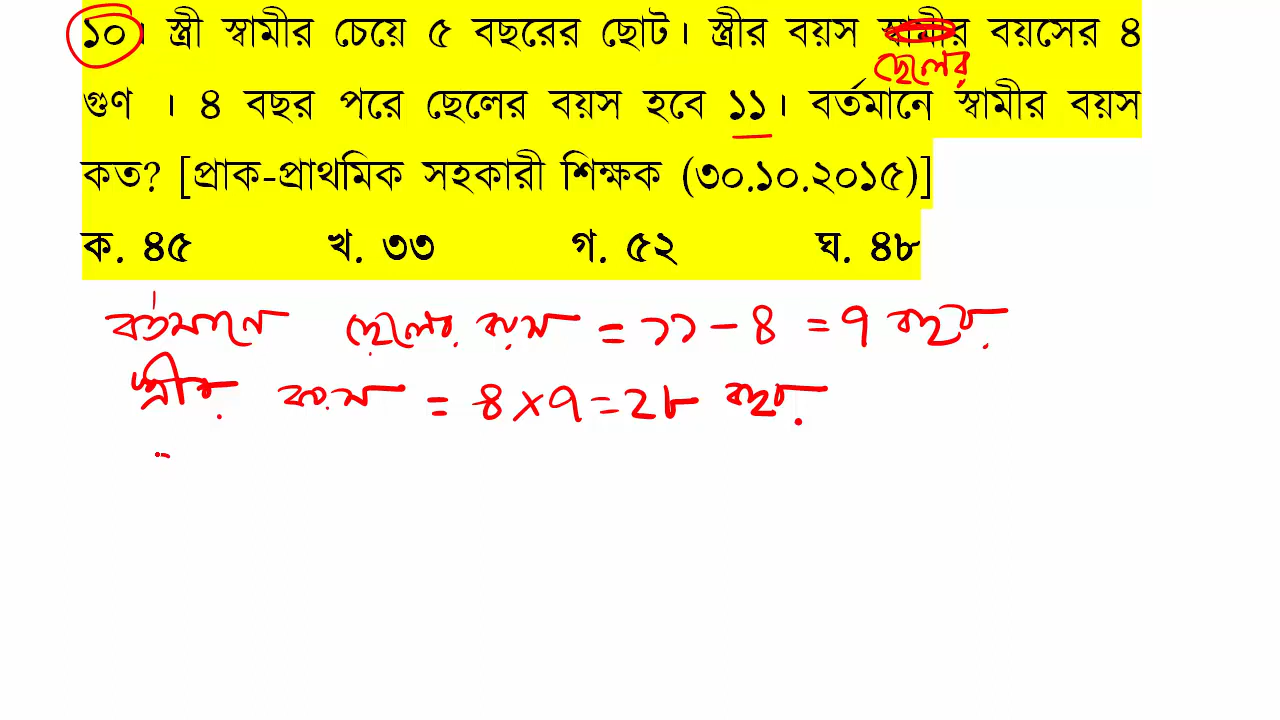 ১০। স্ত্রী স্বামীর চেয়ে ৫ বছরের ছোট। স্ত্রীর বয়স স্বামীর বয়সের ৪
ছেলের
গুণ । ৪ বছর পরে ছেলের বয়স হবে ১১। বর্তমানে স্বামীর বয়স
কত? [প্রাক-প্রাথমিক সহকারী শিক্ষক (৩০.১০.২০১৫)]
ক. ৪৫ খ. ৩৩ গ. ৫২ ঘ. ৪৮
বর্তমানে ছেলের বয়স = ১১ - ৪ = ৭ বছর
স্ত্রীর বয়স = ৪ × ৭ = ২৮ বছর